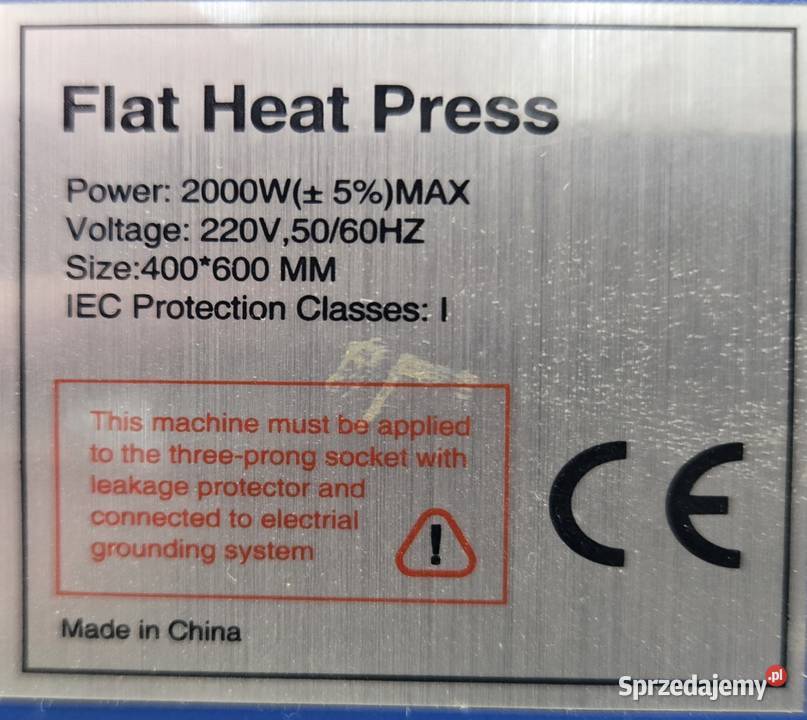 Flat Heat Press
Power: 2000W(± 5%)MAX
Voltage: 220V,50/60HZ
Size:400*600 MM
IEC Protection Classes: I
This machine must be applied
to the three-prong socket with
leakage protector and
connected to electrial
grounding system
!
CE
Made in China
Sprzedajemy.pl